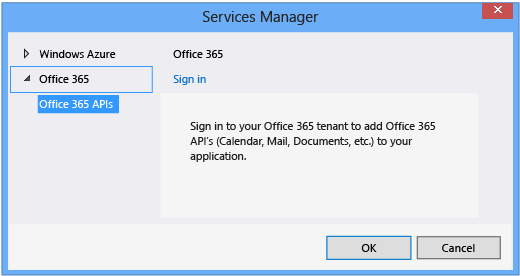 Services Manager
Windows Azure
Office 365
Office 365 APIs
Office 365
Sign in
Sign in to your Office 365 tenant to add Office 365
API's (Calendar, Mail, Documents, etc.) to your
application.
OK
Cancel